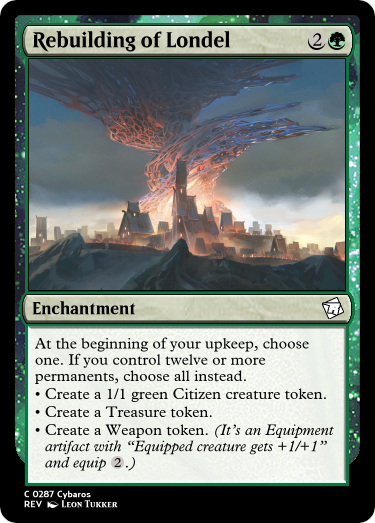 Rebuilding of Londel 2
Enchantment
At the beginning of your upkeep, choose
one. If you control twelve or more
permanents, choose all instead.
• Create a 1/1 green Citizen creature token.
• Create a Treasure token.
• Create a Weapon token. (It's an Equipment
artifact with “Equipped creature gets +1/+1”
and equip 2.)
C 0287 Cybaros
REV Leon Tukker